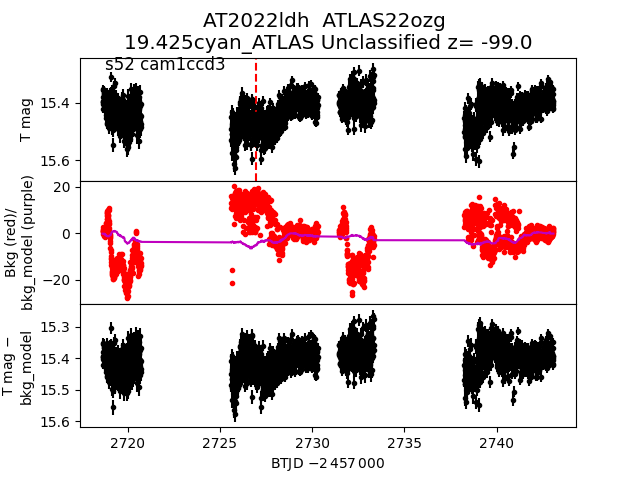 AT2022ldh  ATLAS22ozg
19.425cyan_ATLAS Unclassified z= -99.0
s52 cam1ccd3
T mag
15.4
15.6
Bkg (red)/
bkg_model (purple)
20
0
−20
T mag −
bkg_model
15.3
15.4
15.5
15.6
2720
2725
2730
2735
2740
BTJD −2 457 000